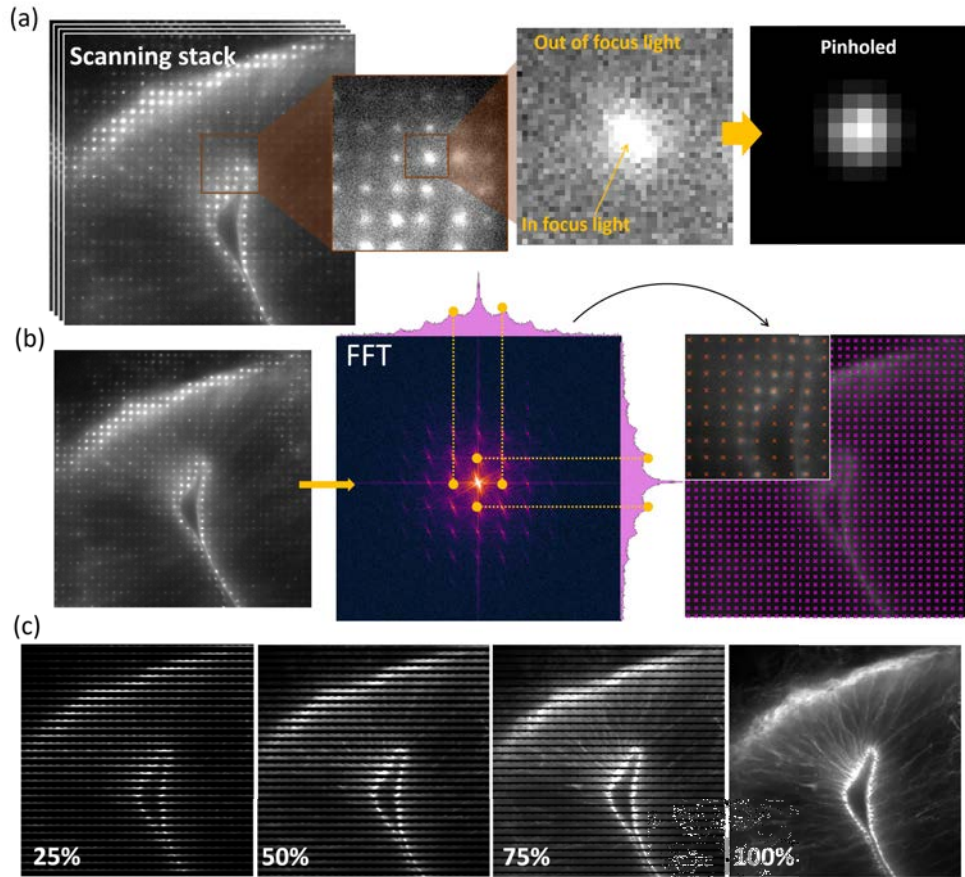 (a)
Scanning stack
Out of focus light
In focus light
Pinholed
(b)
FFT
(c)
25%
50%
75%
100%